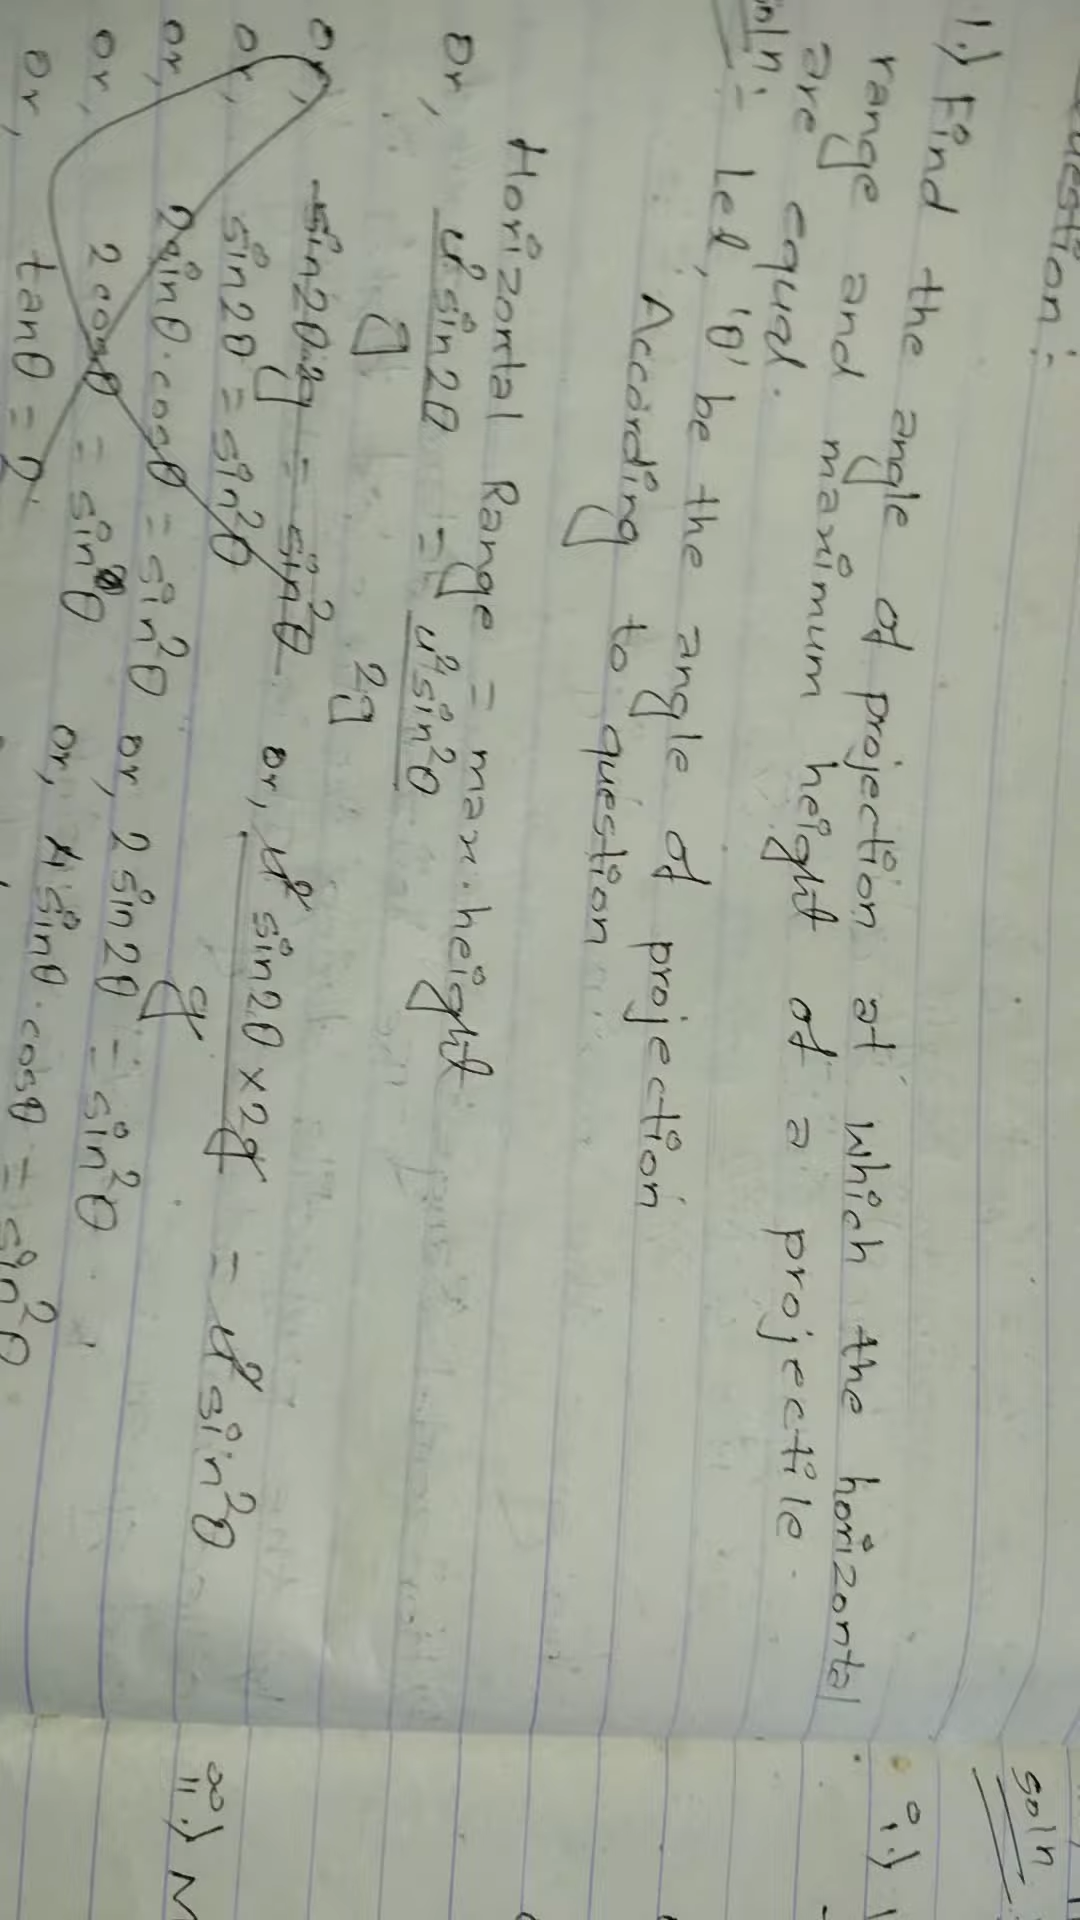 1.) Find the angle of projection at which the horizontal
range and maximum height of a projectile
are equal.
soln:- Let, 'θ' be the angle of projection
According to question
Horizontal Range = max. height
or, u² sin2θ / g = u² sin²θ / 2g
or, sin2θ.2g = sin²θ
or, sin2θ = sin²θ
or, 2sinθ.cosθ = sin²θ
or, 2cosθ = sinθ
or, tanθ = 2
or, u² sin2θ × 2g / g = u² sin²θ
or, 2 sin2θ = sin²θ
or, 4 sinθ.cosθ = sin²θ
soln
i.)
ii.)